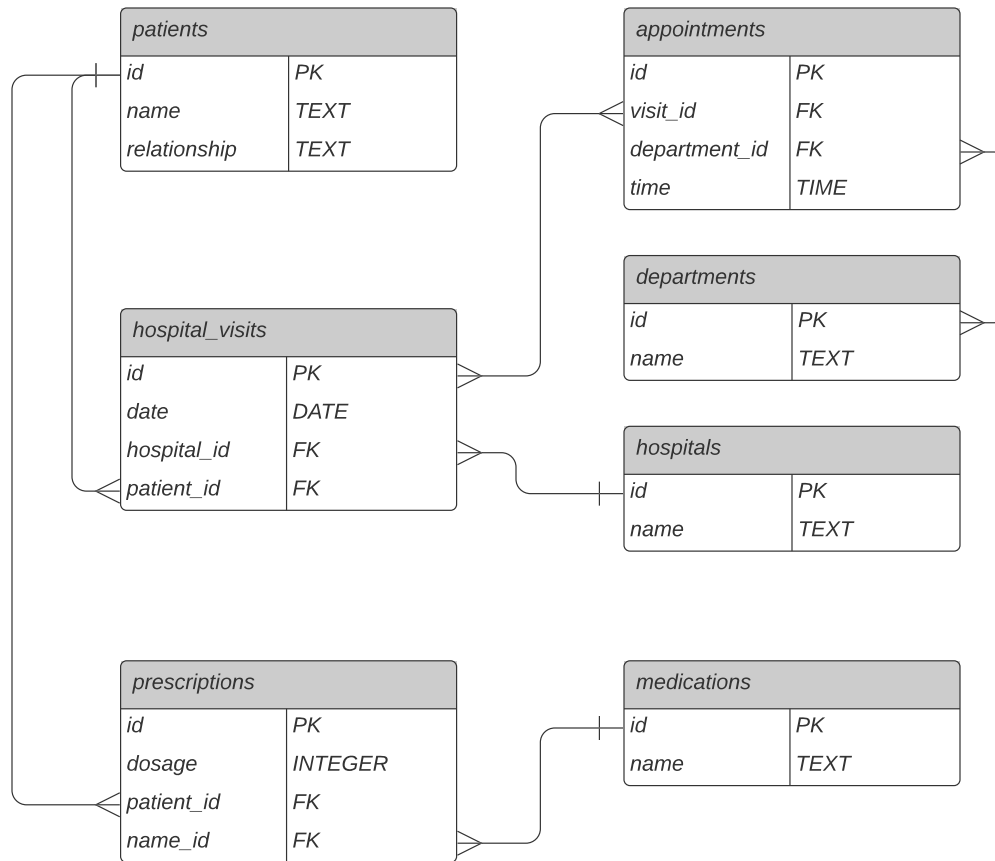 patients
id PK
name TEXT
relationship TEXT
appointments
id PK
visit_id FK
department_id FK
time TIME
departments
id PK
name TEXT
hospital_visits
id PK
date DATE
hospital_id FK
patient_id FK
hospitals
id PK
name TEXT
prescriptions
id PK
dosage INTEGER
patient_id FK
name_id FK
medications
id PK
name TEXT